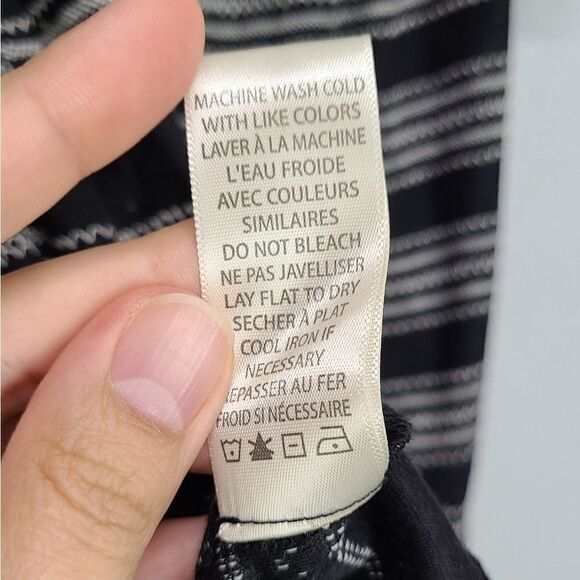 MACHINE WASH COLD
WITH LIKE COLORS
LAVER À LA MACHINE
L'EAU FROIDE
AVEC COULEURS
SIMILAIRES
DO NOT BLEACH
NE PAS JAVELLISER
LAY FLAT TO DRY
SECHER À PLAT
COOL IRON IF
NECESSARY
REPASSER AU FER
FROID SI NÉCESSAIRE